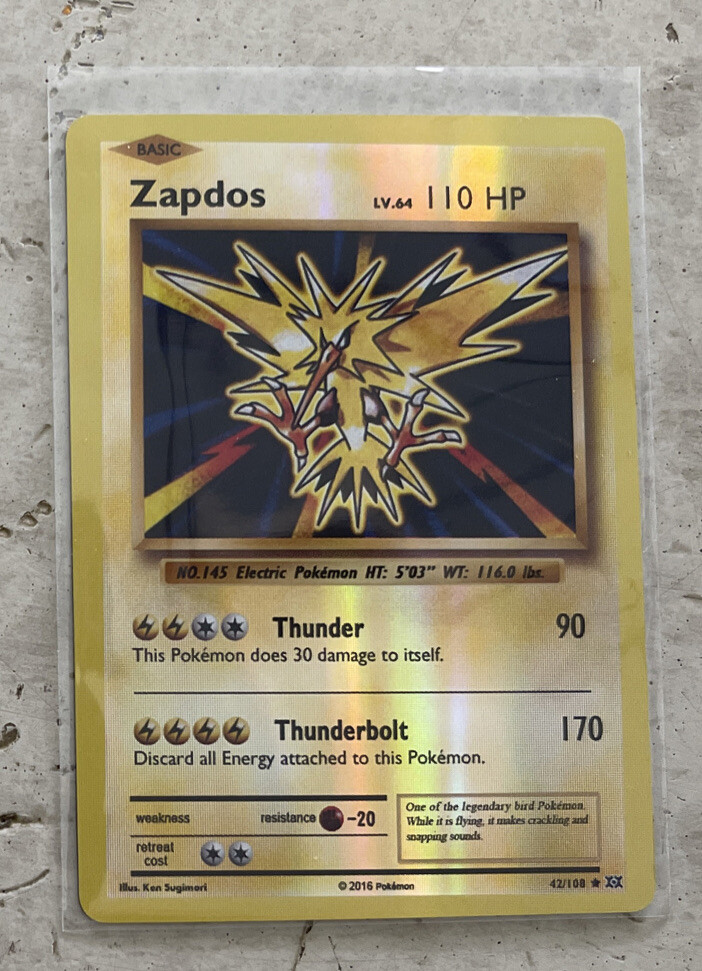 BASIC
Zapdos LV.64 110 HP
NO.145 Electric Pokémon HT: 5'03" WT: 116.0 lbs.
Thunder 90
This Pokémon does 30 damage to itself.
Thunderbolt 170
Discard all Energy attached to this Pokémon.
weakness resistance -20
retreat
cost
One of the legendary bird Pokémon.
While it is flying, it makes crackling and
snapping sounds.
Illus. Ken Sugimori © 2016 Pokémon 42/108